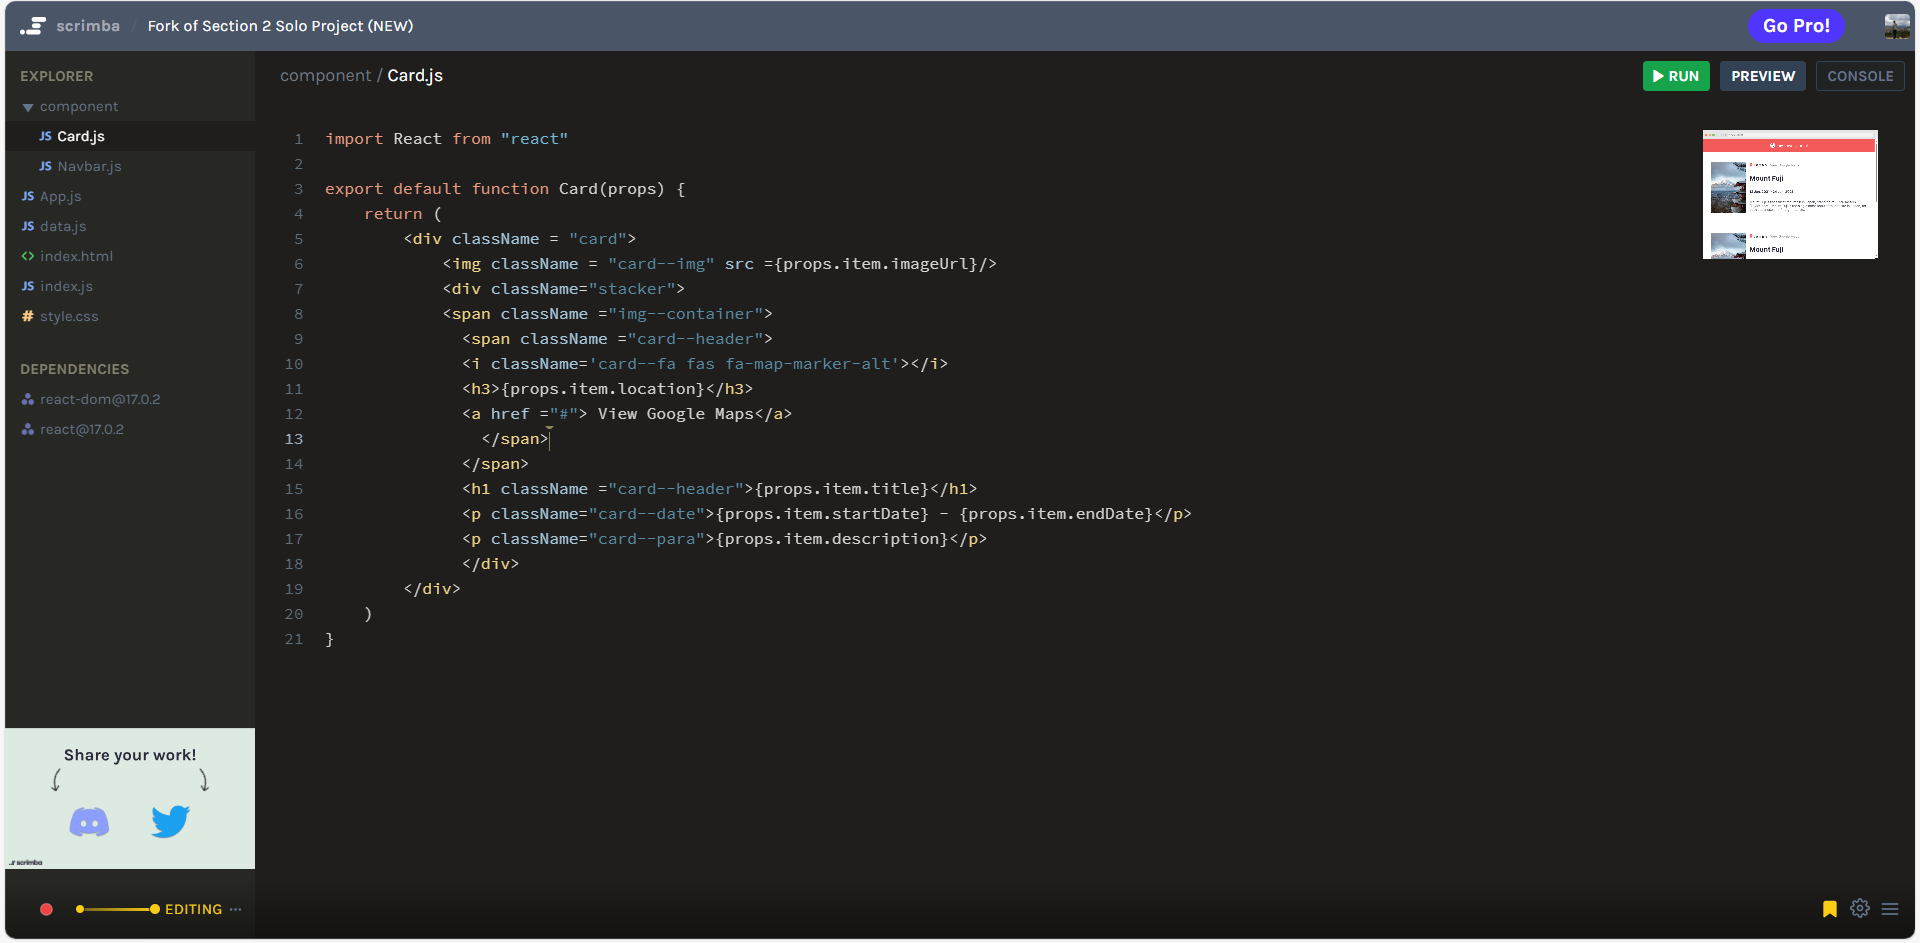 scrimba / Fork of Section 2 Solo Project (NEW)
Go Pro!
EXPLORER
component
JS Card.js
JS Navbar.js
JS App.js
JS data.js
<> index.html
JS index.js
# style.css
DEPENDENCIES
react-dom@17.0.2
react@17.0.2
Share your work!
scrimba
EDITING ...
component / Card.js
RUN
PREVIEW
CONSOLE
1 import React from "react"
2
3 export default function Card(props) {
4     return (
5         <div className = "card">
6             <img className = "card--img" src ={props.item.imageUrl}/>
7             <div className="stacker">
8             <span className ="img--container">
9               <span className ="card--header">
10               <i className='card--fa fas fa-map-marker-alt'></i>
11               <h3>{props.item.location}</h3>
12               <a href ="#"> View Google Maps</a>
13                 </span>
14               </span>
15               <h1 className ="card--header">{props.item.title}</h1>
16               <p className="card--date">{props.item.startDate} - {props.item.endDate}</p>
17               <p className="card--para">{props.item.description}</p>
18               </div>
19         </div>
20     )
21 }
Mount Fuji
Mount Fuji